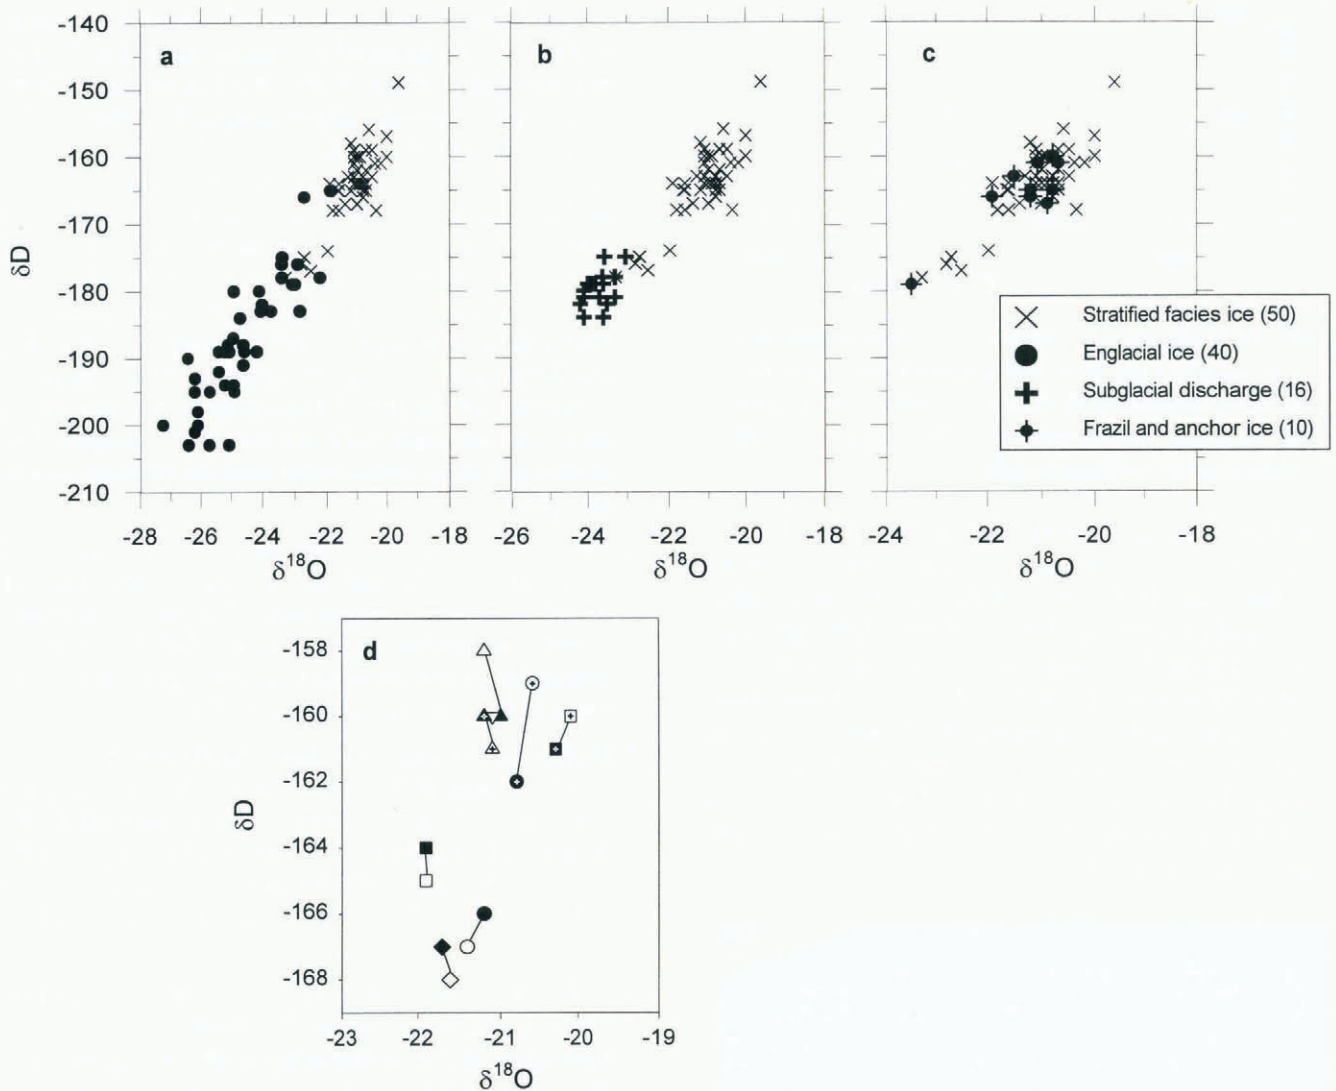 a
b
c
-140
-150
-160
-170
-180
-190
-200
-210
δD
-28 -26 -24 -22 -20 -18
δ18O
-26 -24 -22 -20 -18
δ18O
-24 -22 -20 -18
δ18O
Stratified facies ice (50)
Englacial ice (40)
Subglacial discharge (16)
Frazil and anchor ice (10)
d
-158
-160
-162
-164
-166
-168
δD
-23 -22 -21 -20 -19
δ18O